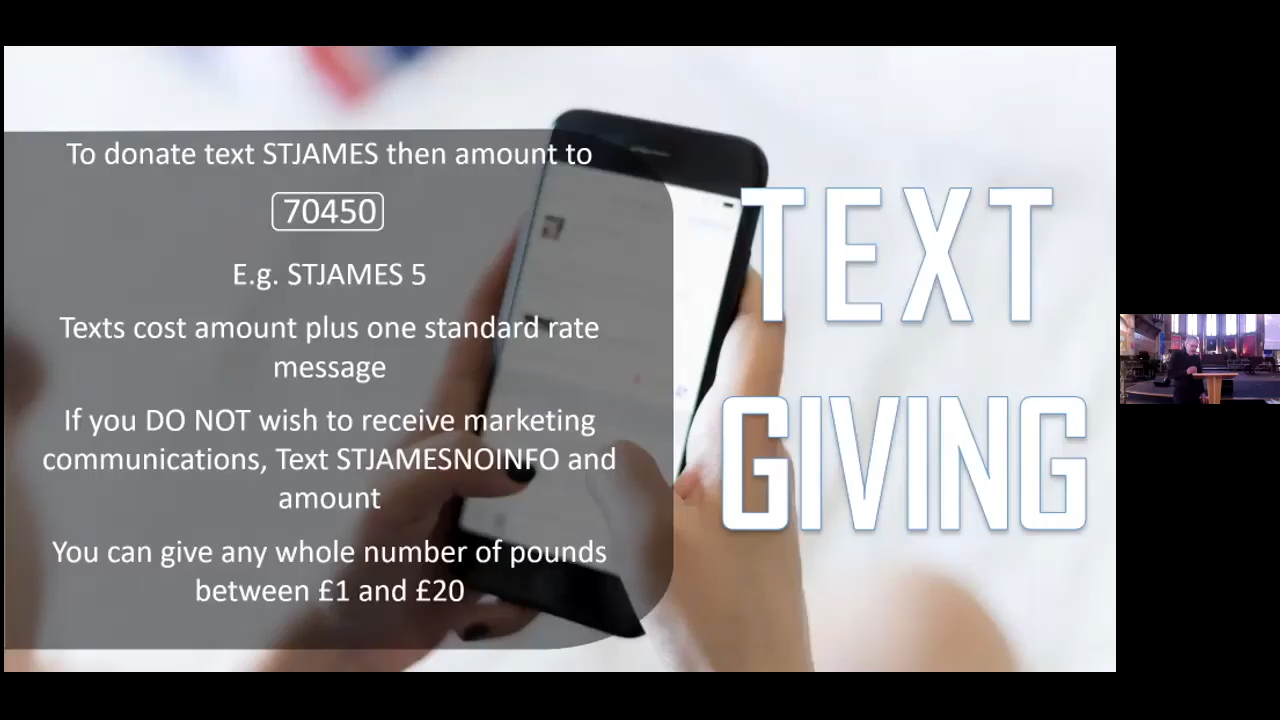 To donate text STJAMES then amount to
70450
E.g. STJAMES 5
Texts cost amount plus one standard rate
message
If you DO NOT wish to receive marketing
communications, Text STJAMESNOINFO and
amount
You can give any whole number of pounds
between £1 and £20
TEXT
GIVING